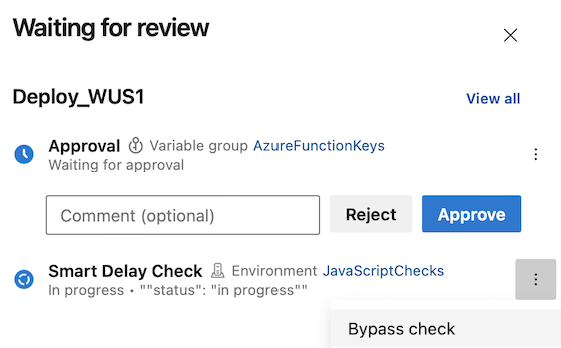 Waiting for review
Deploy_WUS1 View all
Approval Variable group AzureFunctionKeys
Waiting for approval
Comment (optional) Reject Approve
Smart Delay Check Environment JavaScriptChecks
In progress • ""status": "in progress""
Bypass check